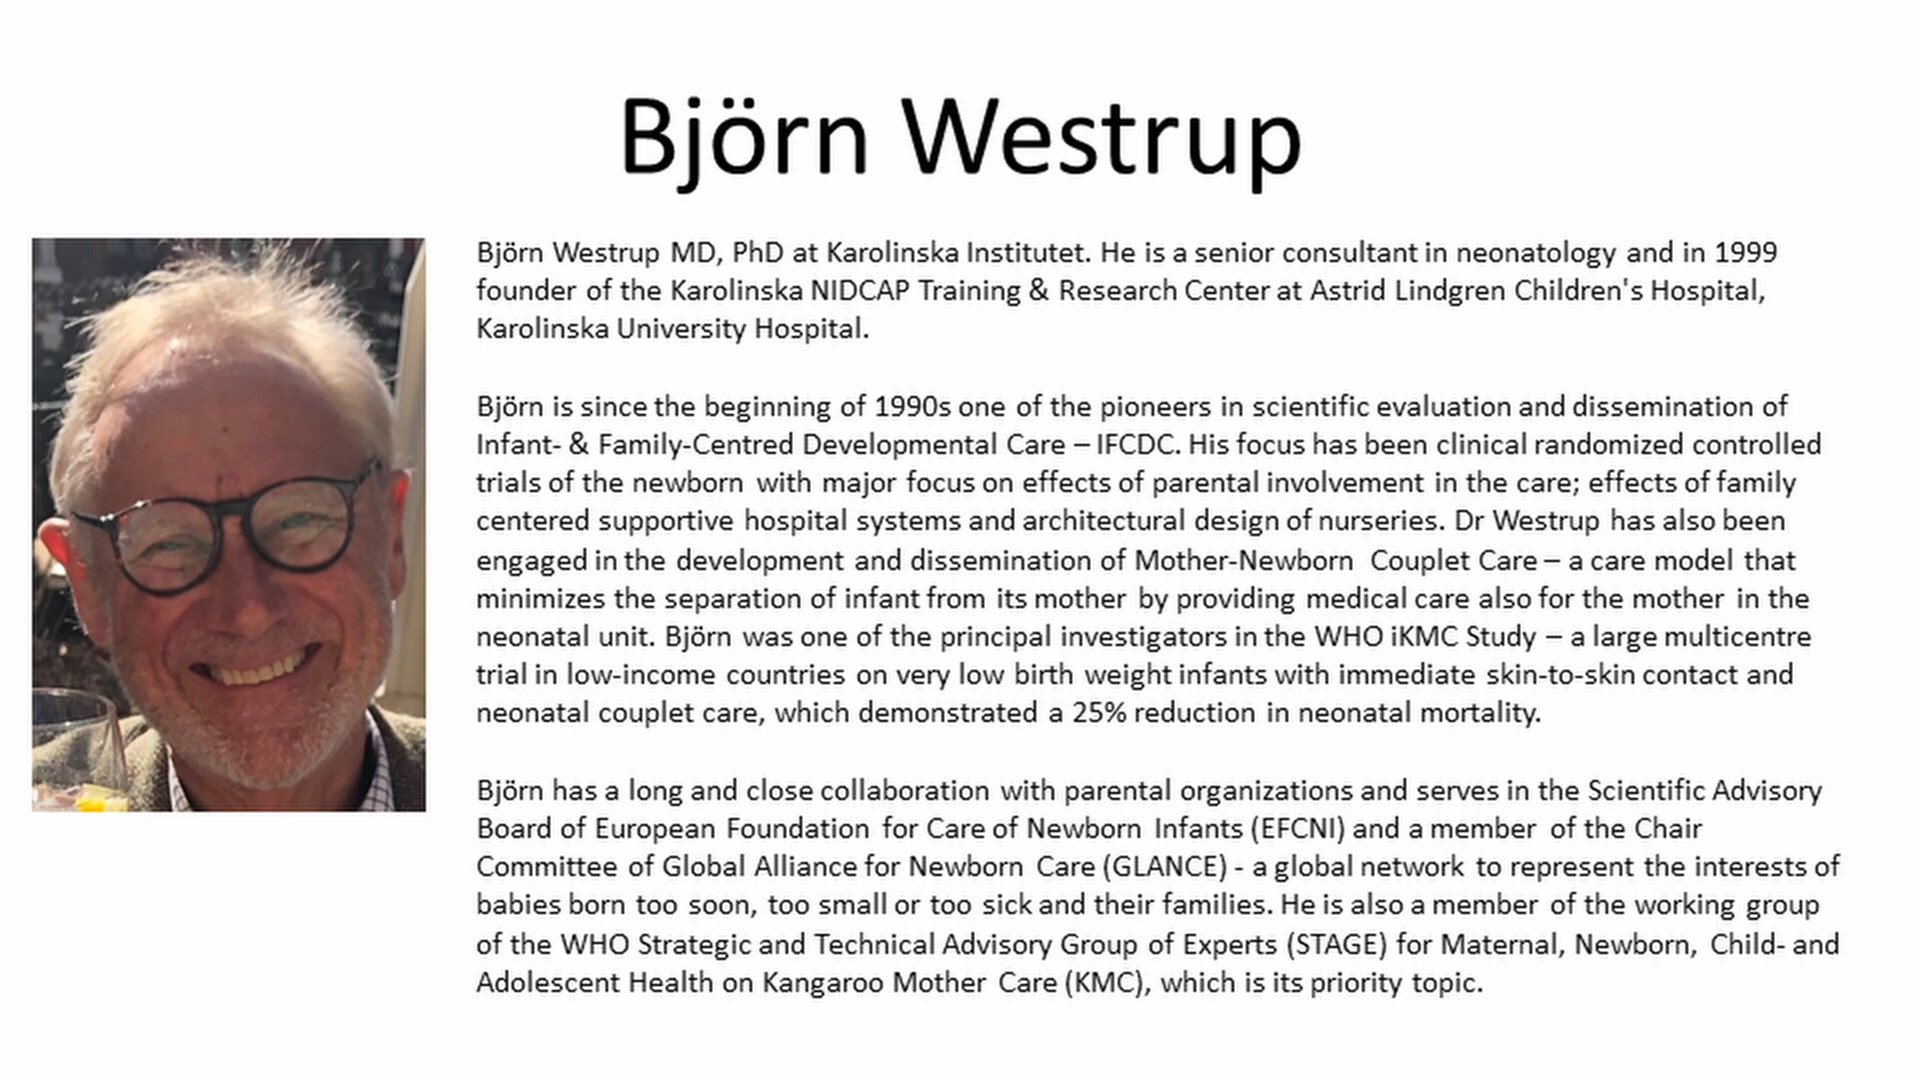 Björn Westrup
Björn Westrup MD, PhD at Karolinska Institutet. He is a senior consultant in neonatology and in 1999
founder of the Karolinska NIDCAP Training & Research Center at Astrid Lindgren Children's Hospital,
Karolinska University Hospital.
Björn is since the beginning of 1990s one of the pioneers in scientific evaluation and dissemination of
Infant- & Family-Centred Developmental Care – IFCDC. His focus has been clinical randomized controlled
trials of the newborn with major focus on effects of parental involvement in the care; effects of family
centered supportive hospital systems and architectural design of nurseries. Dr Westrup has also been
engaged in the development and dissemination of Mother-Newborn Couplet Care – a care model that
minimizes the separation of infant from its mother by providing medical care also for the mother in the
neonatal unit. Björn was one of the principal investigators in the WHO iKMC Study – a large multicentre
trial in low-income countries on very low birth weight infants with immediate skin-to-skin contact and
neonatal couplet care, which demonstrated a 25% reduction in neonatal mortality.
Björn has a long and close collaboration with parental organizations and serves in the Scientific Advisory
Board of European Foundation for Care of Newborn Infants (EFCNI) and a member of the Chair
Committee of Global Alliance for Newborn Care (GLANCE) - a global network to represent the interests of
babies born too soon, too small or too sick and their families. He is also a member of the working group
of the WHO Strategic and Technical Advisory Group of Experts (STAGE) for Maternal, Newborn, Child- and
Adolescent Health on Kangaroo Mother Care (KMC), which is its priority topic.